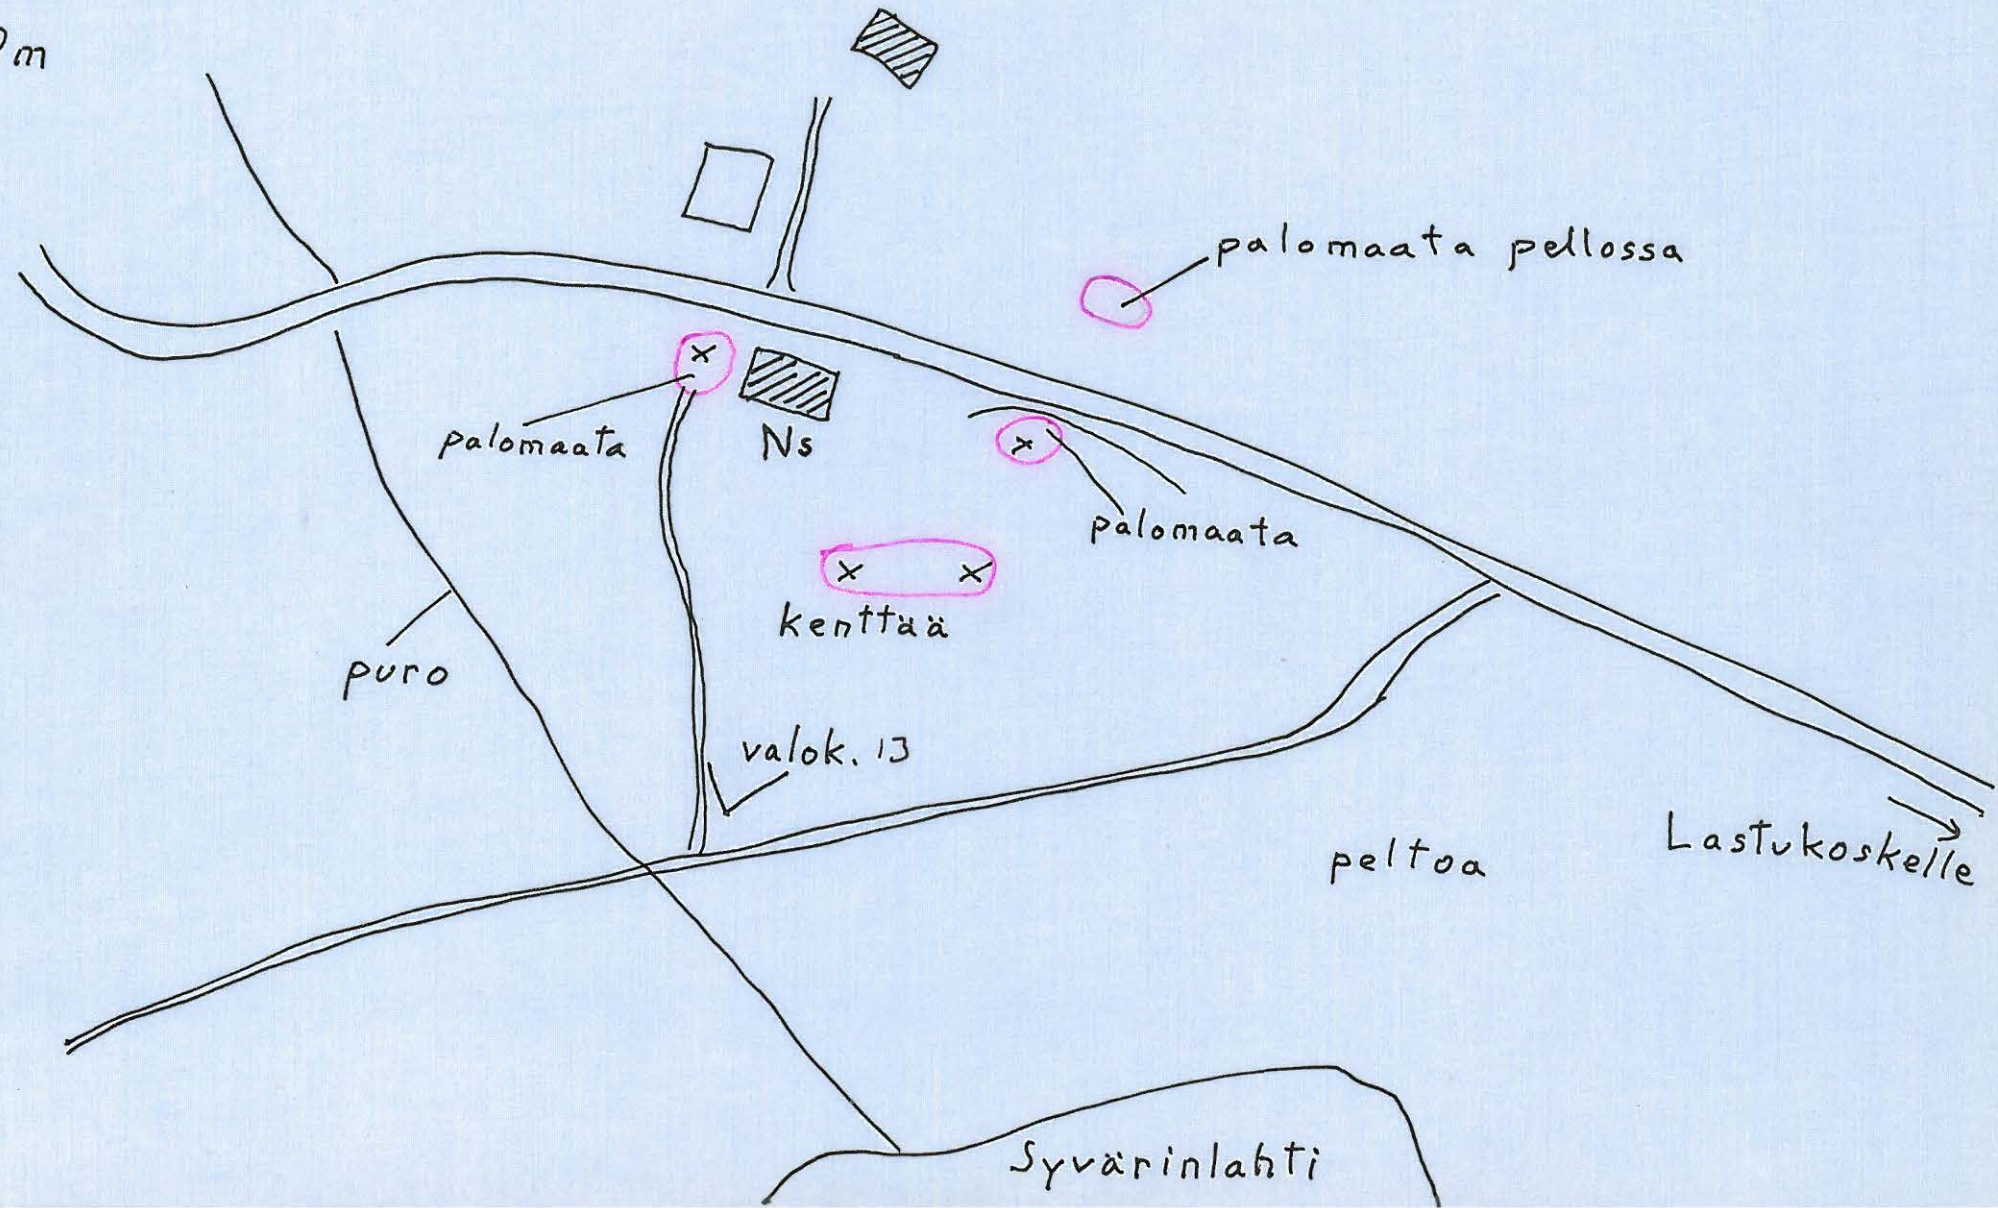 m
palomaata pellossa
palomaata
Ns
palomaata
kenttää
puro
valok. 13
Lastukoskelle
peltoa
Syvärinlahti